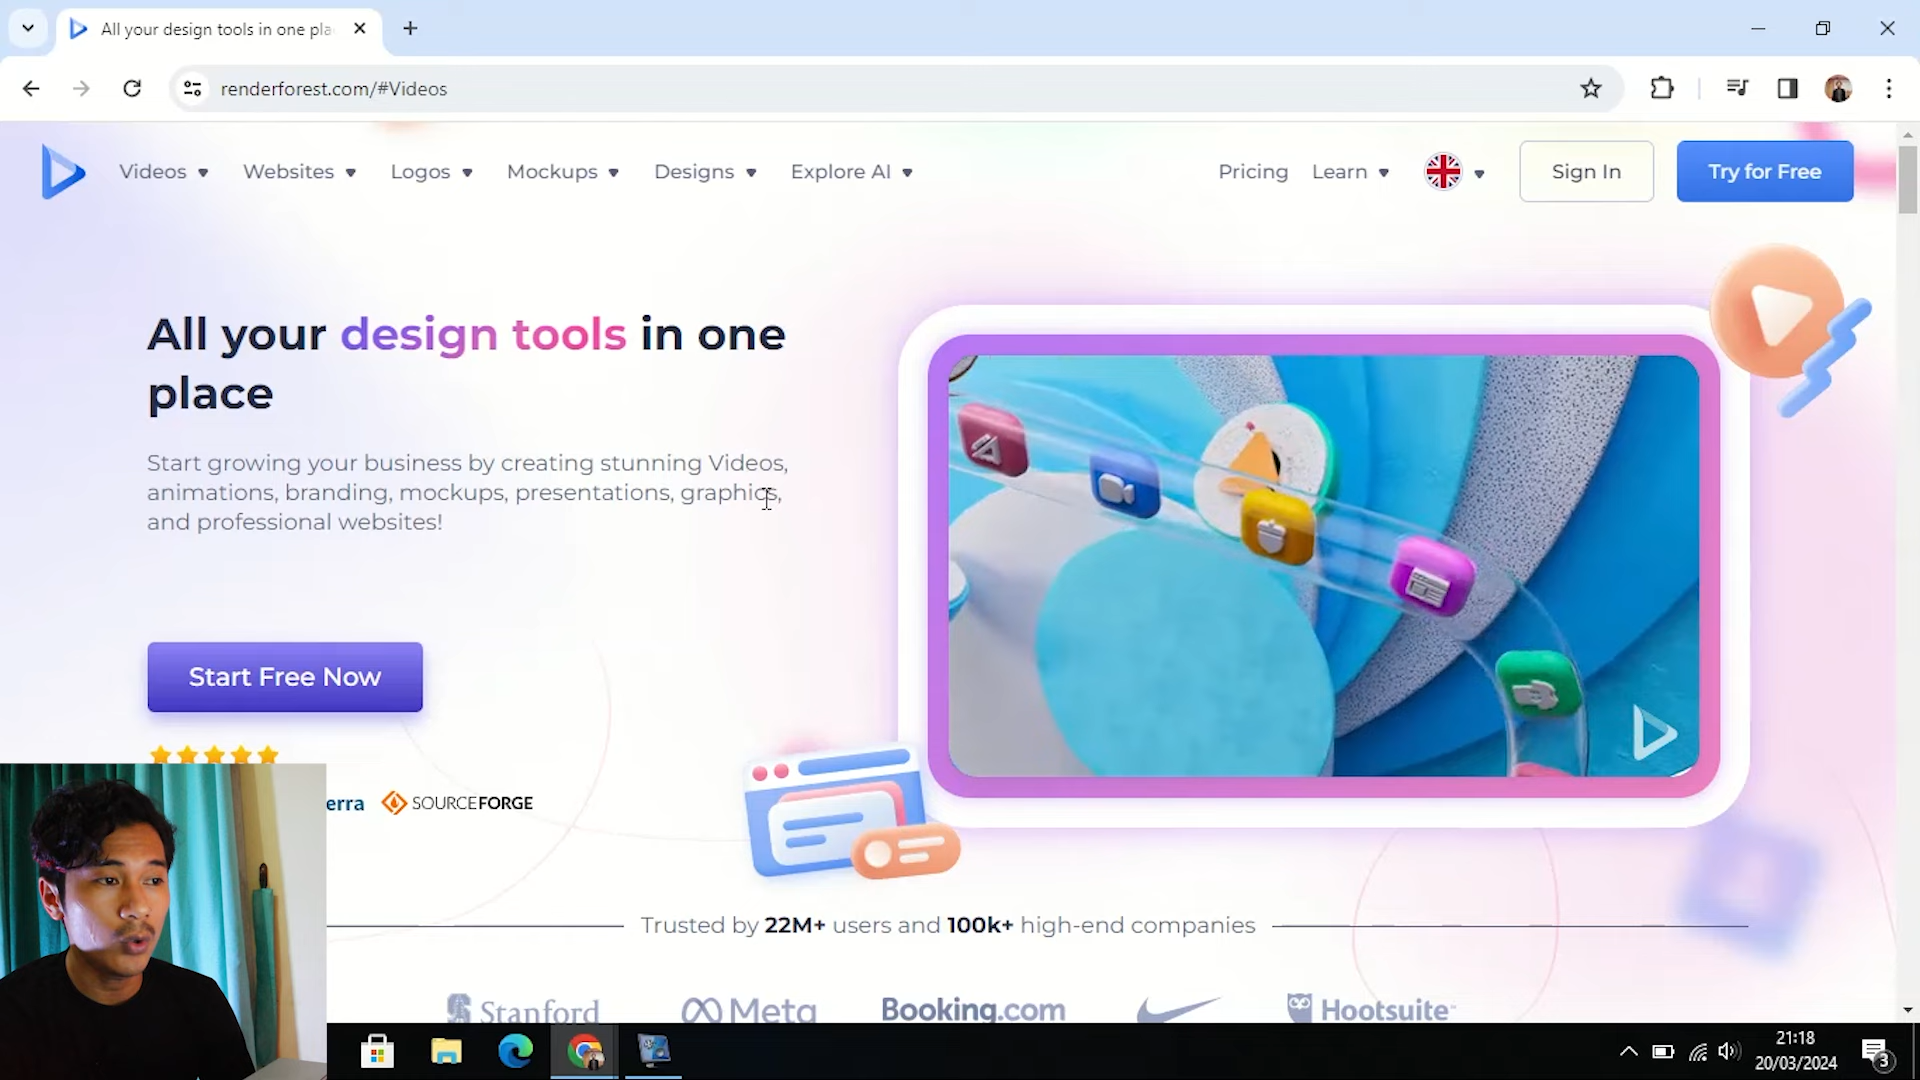 All your design tools in one pla
renderforest.com/#Videos
Videos Websites Logos Mockups Designs Explore AI Pricing Learn Sign In Try for Free
All your design tools in one
place
Start growing your business by creating stunning Videos,
animations, branding, mockups, presentations, graphics,
and professional websites!
Start Free Now
erra SOURCEFORGE
Trusted by 22M+ users and 100k+ high-end companies
Stanford Meta Booking.com Hootsuite
21:18
20/03/2024
3